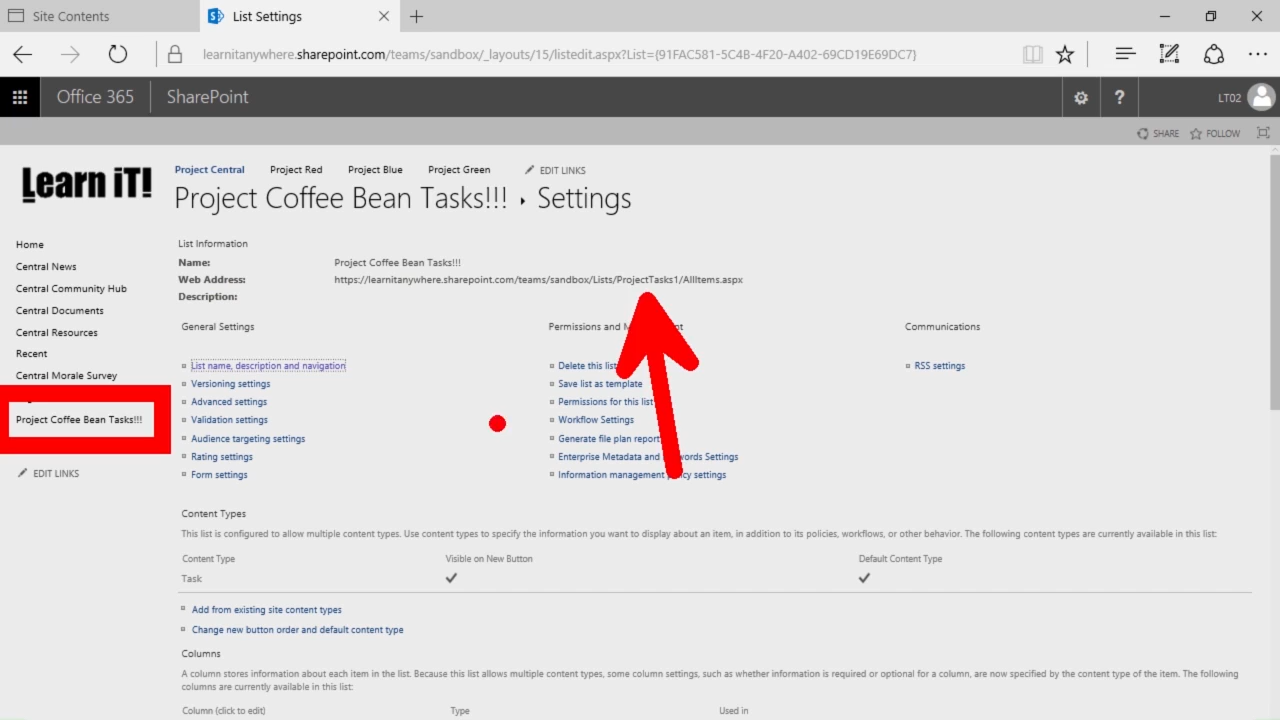 Site Contents
List Settings
learnitanywhere.sharepoint.com/teams/sandbox/_layouts/15/listedit.aspx?List={91FAC581-5C4B-4F20-A402-69CD19E69DC7}
Office 365 SharePoint
? LT02
SHARE FOLLOW
Learn iT!
Project Central Project Red Project Blue Project Green EDIT LINKS
Project Coffee Bean Tasks!!! Settings
Home
Central News
Central Community Hub
Central Documents
Central Resources
Recent
Central Morale Survey
Project Coffee Bean Tasks!!!
EDIT LINKS
List Information
Name: Project Coffee Bean Tasks!!!
Web Address: https://learnitanywhere.sharepoint.com/teams/sandbox/Lists/ProjectTasks1/AllItems.aspx
Description:
General Settings
List name, description and navigation
Versioning settings
Advanced settings
Validation settings
Audience targeting settings
Rating settings
Form settings
Permissions and
Delete this list
Save list as template
Permissions for this list
Workflow Settings
Generate file plan report
Enterprise Metadata and Settings
Information management settings
Communications
RSS settings
Content Types
This list is configured to allow multiple content types. Use content types to specify the information you want to display about an item, in addition to its policies, workflows, or other behavior. The following content types are currently available in this list:
Content Type Visible on New Button Default Content Type
Task
Add from existing site content types
Change new button order and default content type
Columns
A column stores information about each item in the list. Because this list allows multiple content types, some column settings, such as whether information is required or optional for a column, are now specified by the content type of the item. The following
columns are currently available in this list:
Column (click to edit) Type Used in